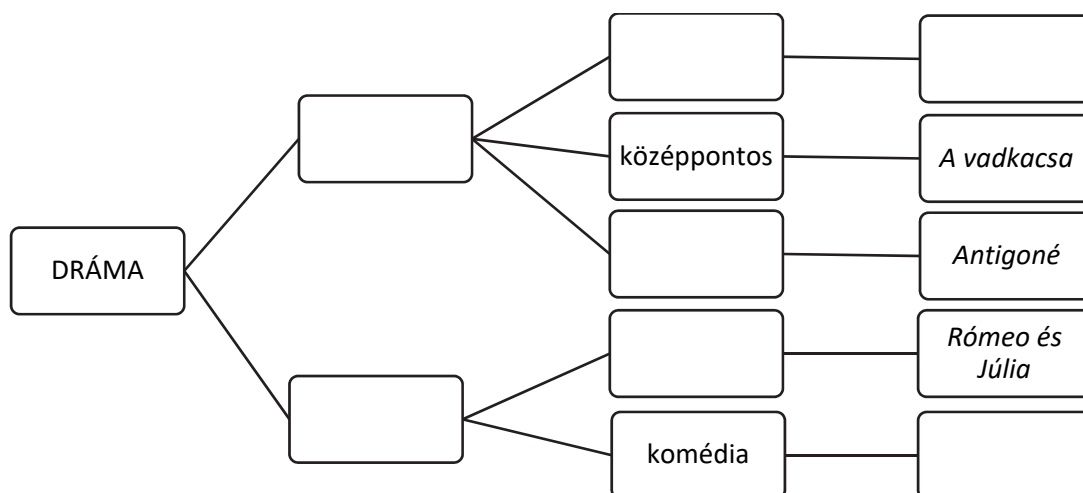 középpontos
A vadkacsa
DRÁMA
Antigoné
Rómeo és
Júlia
komédia